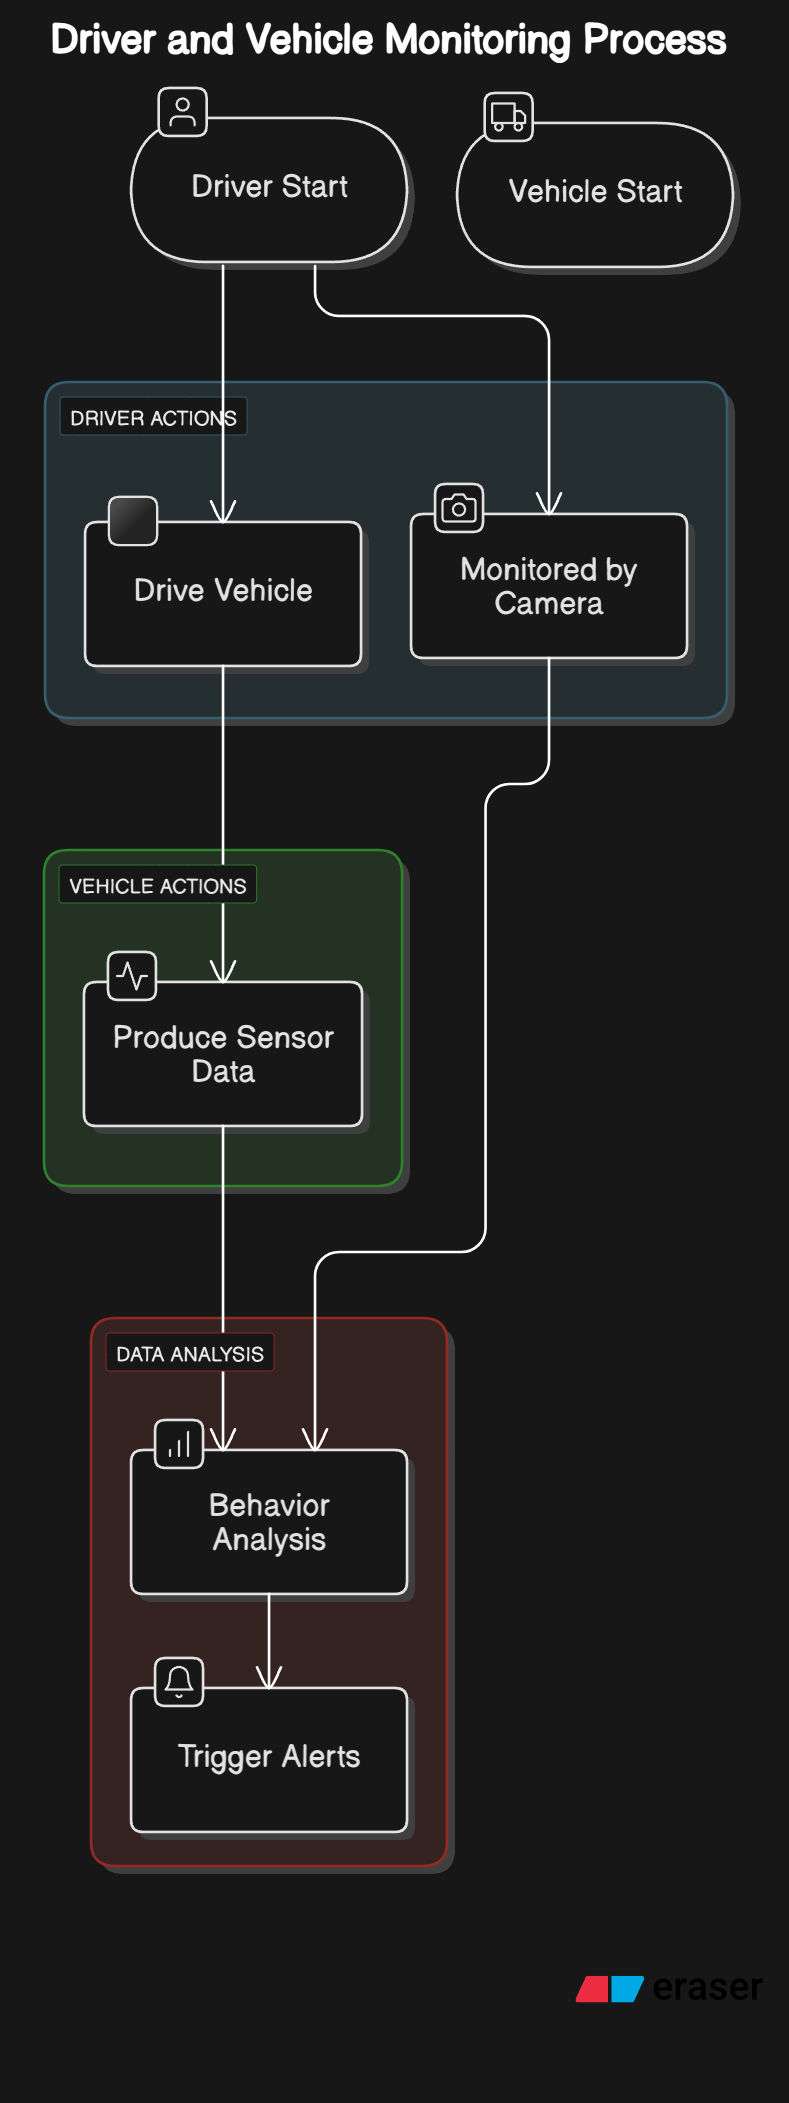 Driver and Vehicle Monitoring Process
Driver Start
Vehicle Start
DRIVER ACTIONS
Drive Vehicle
Monitored by
Camera
VEHICLE ACTIONS
Produce Sensor
Data
DATA ANALYSIS
Behavior
Analysis
Trigger Alerts
eraser